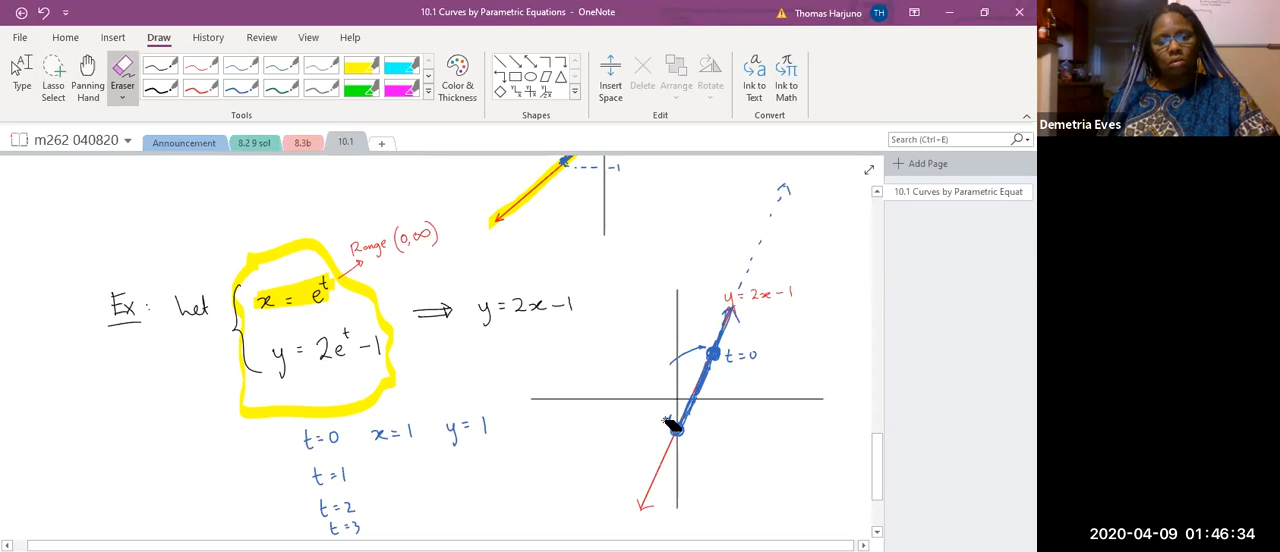 10.1 Curves by Parametric Equations - OneNote
Thomas Harjuno TH
File Home Insert Draw History Review View Help
Type Lasso Select Panning Hand Eraser Color & Thickness Insert Space Delete Arrange Rotate Ink to Text Ink to Math
Tools Shapes Edit Convert
m262 040820 Announcement 8.2 9 sol 8.3b 10.1 Search (Ctrl+E)
Add Page
10.1 Curves by Parametric Equat
-1
Range (0,∞)
Ex: Let x = e^t ⟹ y = 2x - 1
y = 2e^t - 1
y = 2x - 1
t = 0
t = 0 x = 1 y = 1
t = 1
t = 2
t = 3
Demetria Eves
2020-04-09 01:46:34